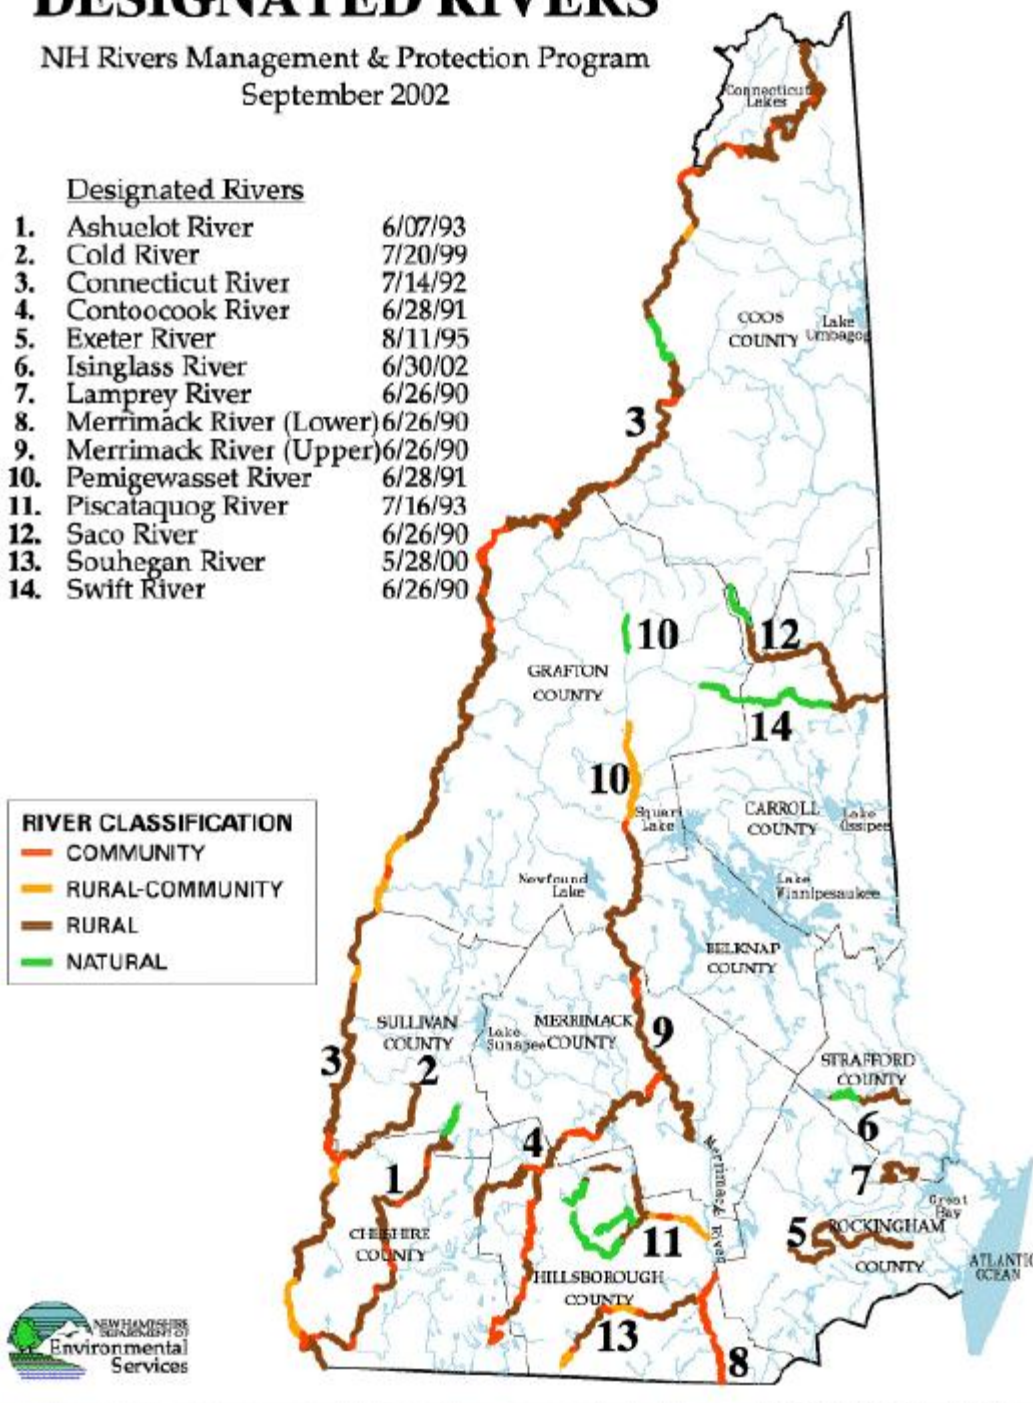 DESIGNATED RIVERS
NH Rivers Management & Protection Program
September 2002
Designated Rivers
1. Ashuelot River 6/07/93
2. Cold River 7/20/99
3. Connecticut River 7/14/92
4. Contoocook River 6/28/91
5. Exeter River 8/11/95
6. Isinglass River 6/30/02
7. Lamprey River 6/26/90
8. Merrimack River (Lower) 6/26/90
9. Merrimack River (Upper) 6/26/90
10. Pemigewasset River 6/28/91
11. Piscataquog River 7/16/93
12. Saco River 6/26/90
13. Souhegan River 5/28/00
14. Swift River 6/26/90
Connecticut
Lakes
COOS
COUNTY
Lake
Umbagog
3
10
12
GRAFTON
COUNTY
14
10
Squam
Lake
CARROLL
COUNTY
Lake
Ossipee
RIVER CLASSIFICATION
COMMUNITY
RURAL-COMMUNITY
RURAL
NATURAL
Newfound
Lake
Lake
Winnipesaukee
BELKNAP
COUNTY
SULLIVAN
COUNTY
Lake
Sunapee
MERRIMACK
COUNTY
9
3
2
STRAFFORD
COUNTY
6
4
1
7
Merrimack River
Great
Bay
5
ROCKINGHAM
COUNTY
CHESHIRE
COUNTY
11
ATLANTIC
OCEAN
HILLSBOROUGH
COUNTY
13
8
NEW HAMPSHIRE
DEPARTMENT OF
Environmental
Services